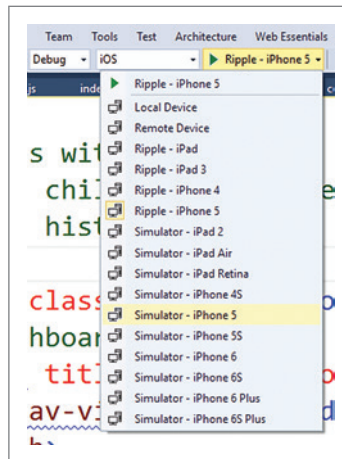 Team Tools Test Architecture Web Essentials
Debug iOS Ripple - iPhone 5
js
Ripple - iPhone 5
Local Device
Remote Device
s wit Ripple - iPad
Ripple - iPad 3
chi Ripple - iPhone 4
Ripple - iPhone 5
hist Simulator - iPad 2
Simulator - iPad Air
Simulator - iPad Retina
class Simulator - iPhone 4S
Simulator - iPhone 5
hboar Simulator - iPhone 5S
Simulator - iPhone 6
tit Simulator - iPhone 6S
av-vi Simulator - iPhone 6 Plus
Simulator - iPhone 6S Plus